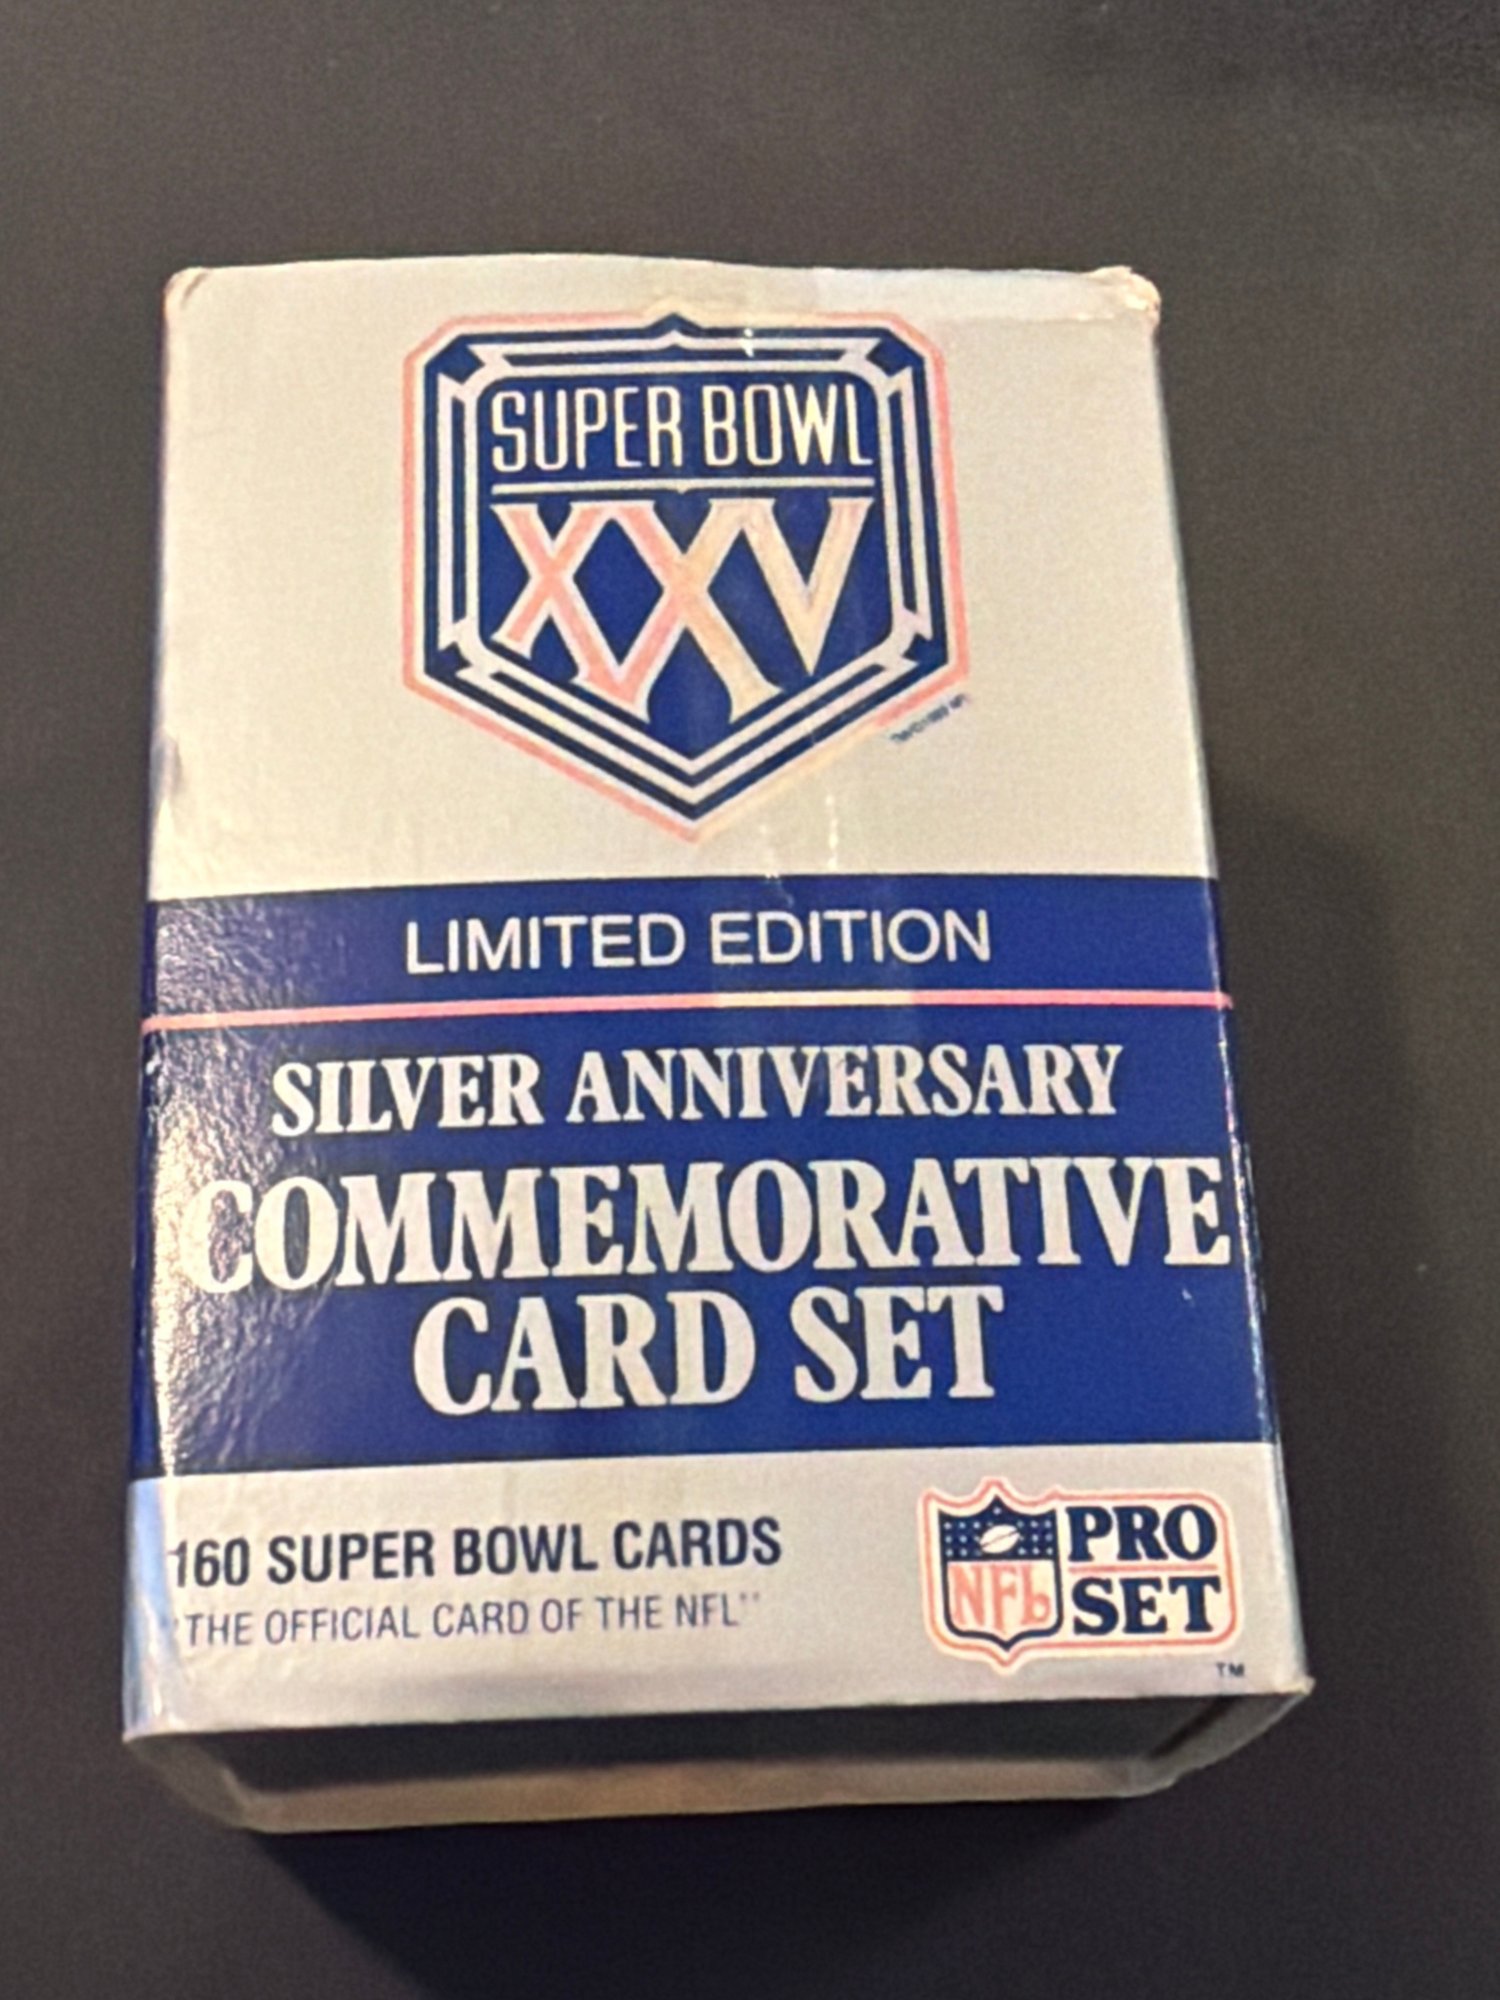 SUPER BOWL
XXV
LIMITED EDITION
SILVER ANNIVERSARY
COMMEMORATIVE
CARD SET
160 SUPER BOWL CARDS
"THE OFFICIAL CARD OF THE NFL"
NFL
PRO
SET
TM